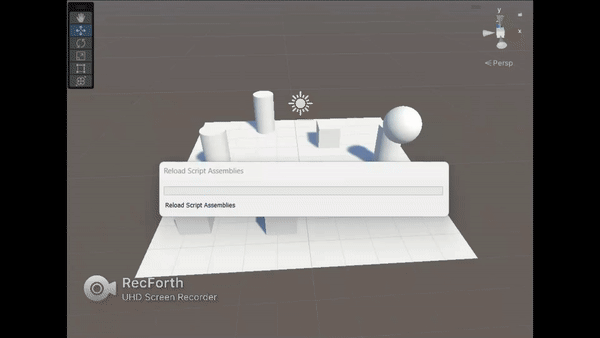 y
x
Persp
Reload Script Assemblies
Reload Script Assemblies
RecForth
UHD Screen Recorder